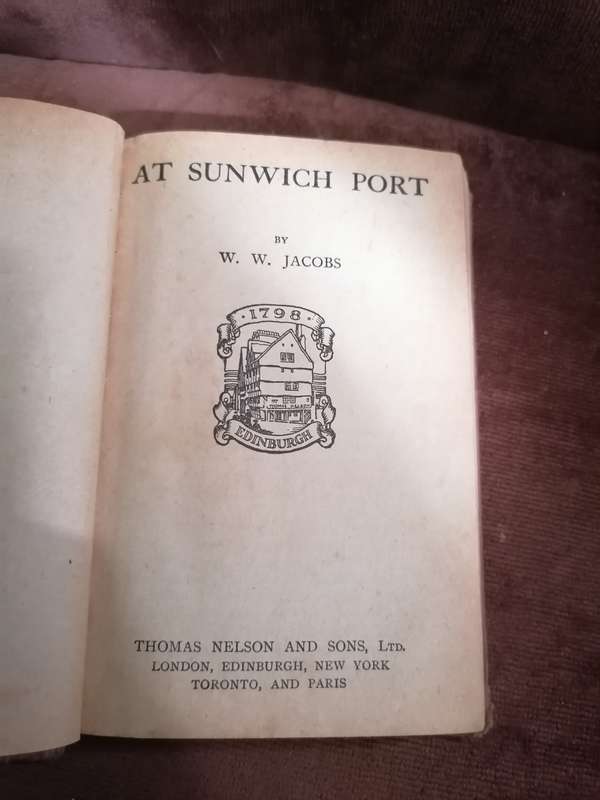 AT SUNWICH PORT
BY
W. W. JACOBS
· 1798 ·
EDINBURGH
THOMAS NELSON AND SONS, LTD.
LONDON, EDINBURGH, NEW YORK
TORONTO, AND PARIS